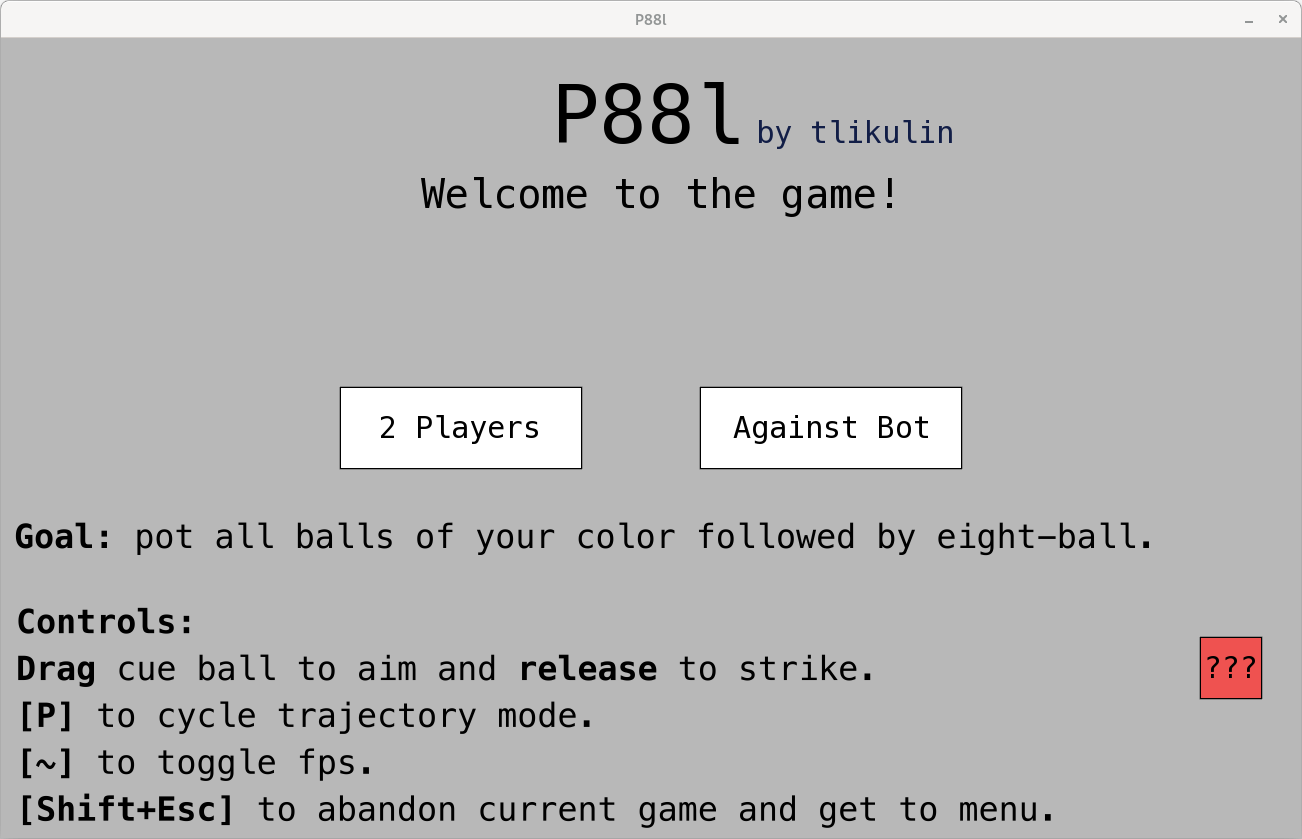 P88l
P88l by tlikulin
Welcome to the game!
2 Players
Against Bot
Goal: pot all balls of your color followed by eight-ball.
Controls:
Drag cue ball to aim and release to strike.
???
[P] to cycle trajectory mode.
[~] to toggle fps.
[Shift+Esc] to abandon current game and get to menu.